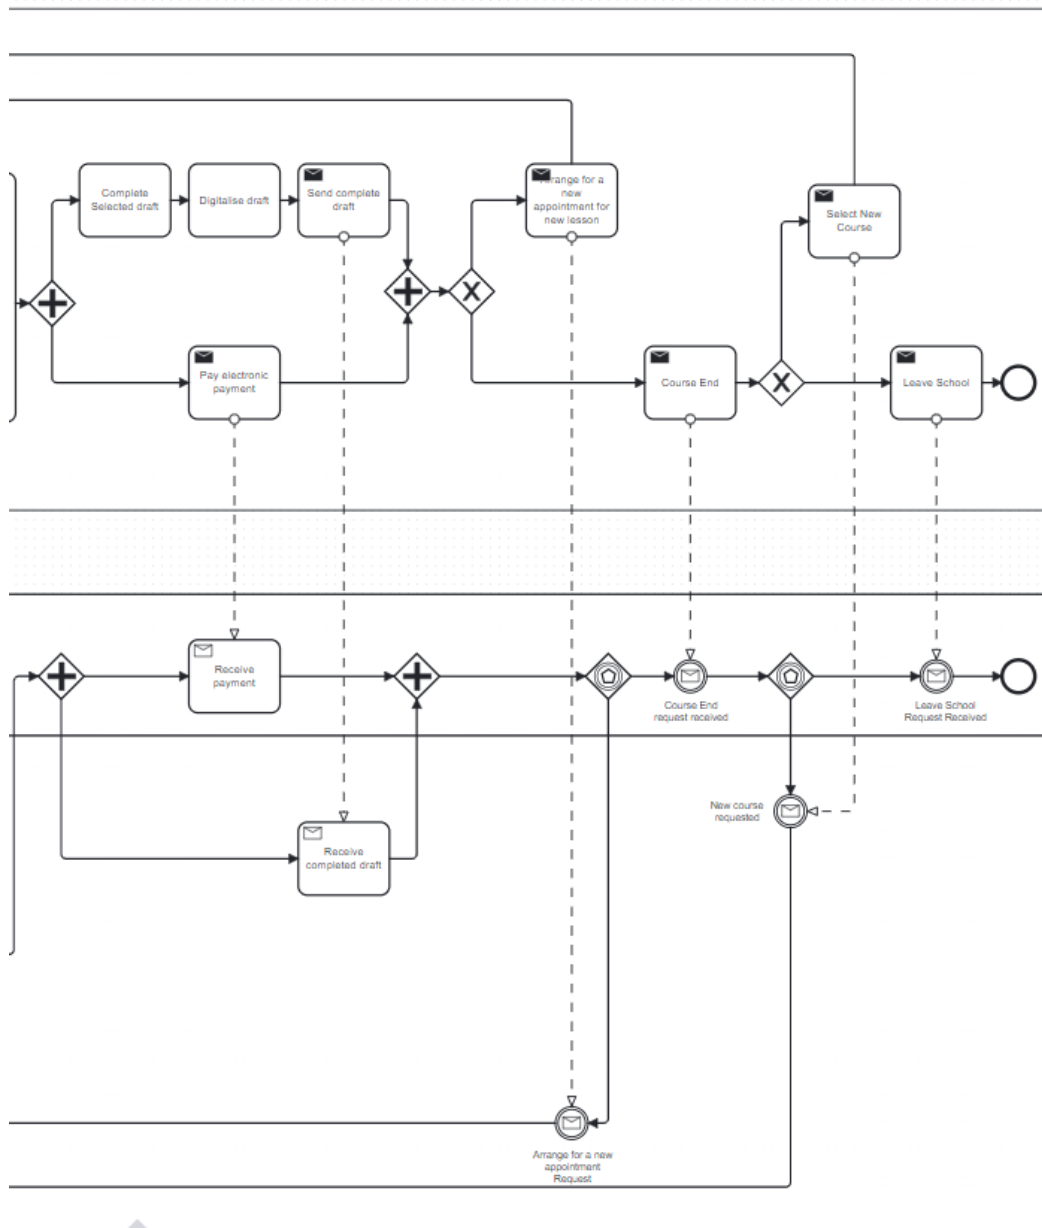 Complete
Selected draft
Digitalise draft
Send complete
draft
Arrange for a
new
appointment for
new lesson
Select New
Course
Pay electronic
payment
Course End
Leave School
Receive
payment
Course End
request received
Leave School
Request Received
New course
requested
Receive
completed draft
Arrange for a new
appointment
Request